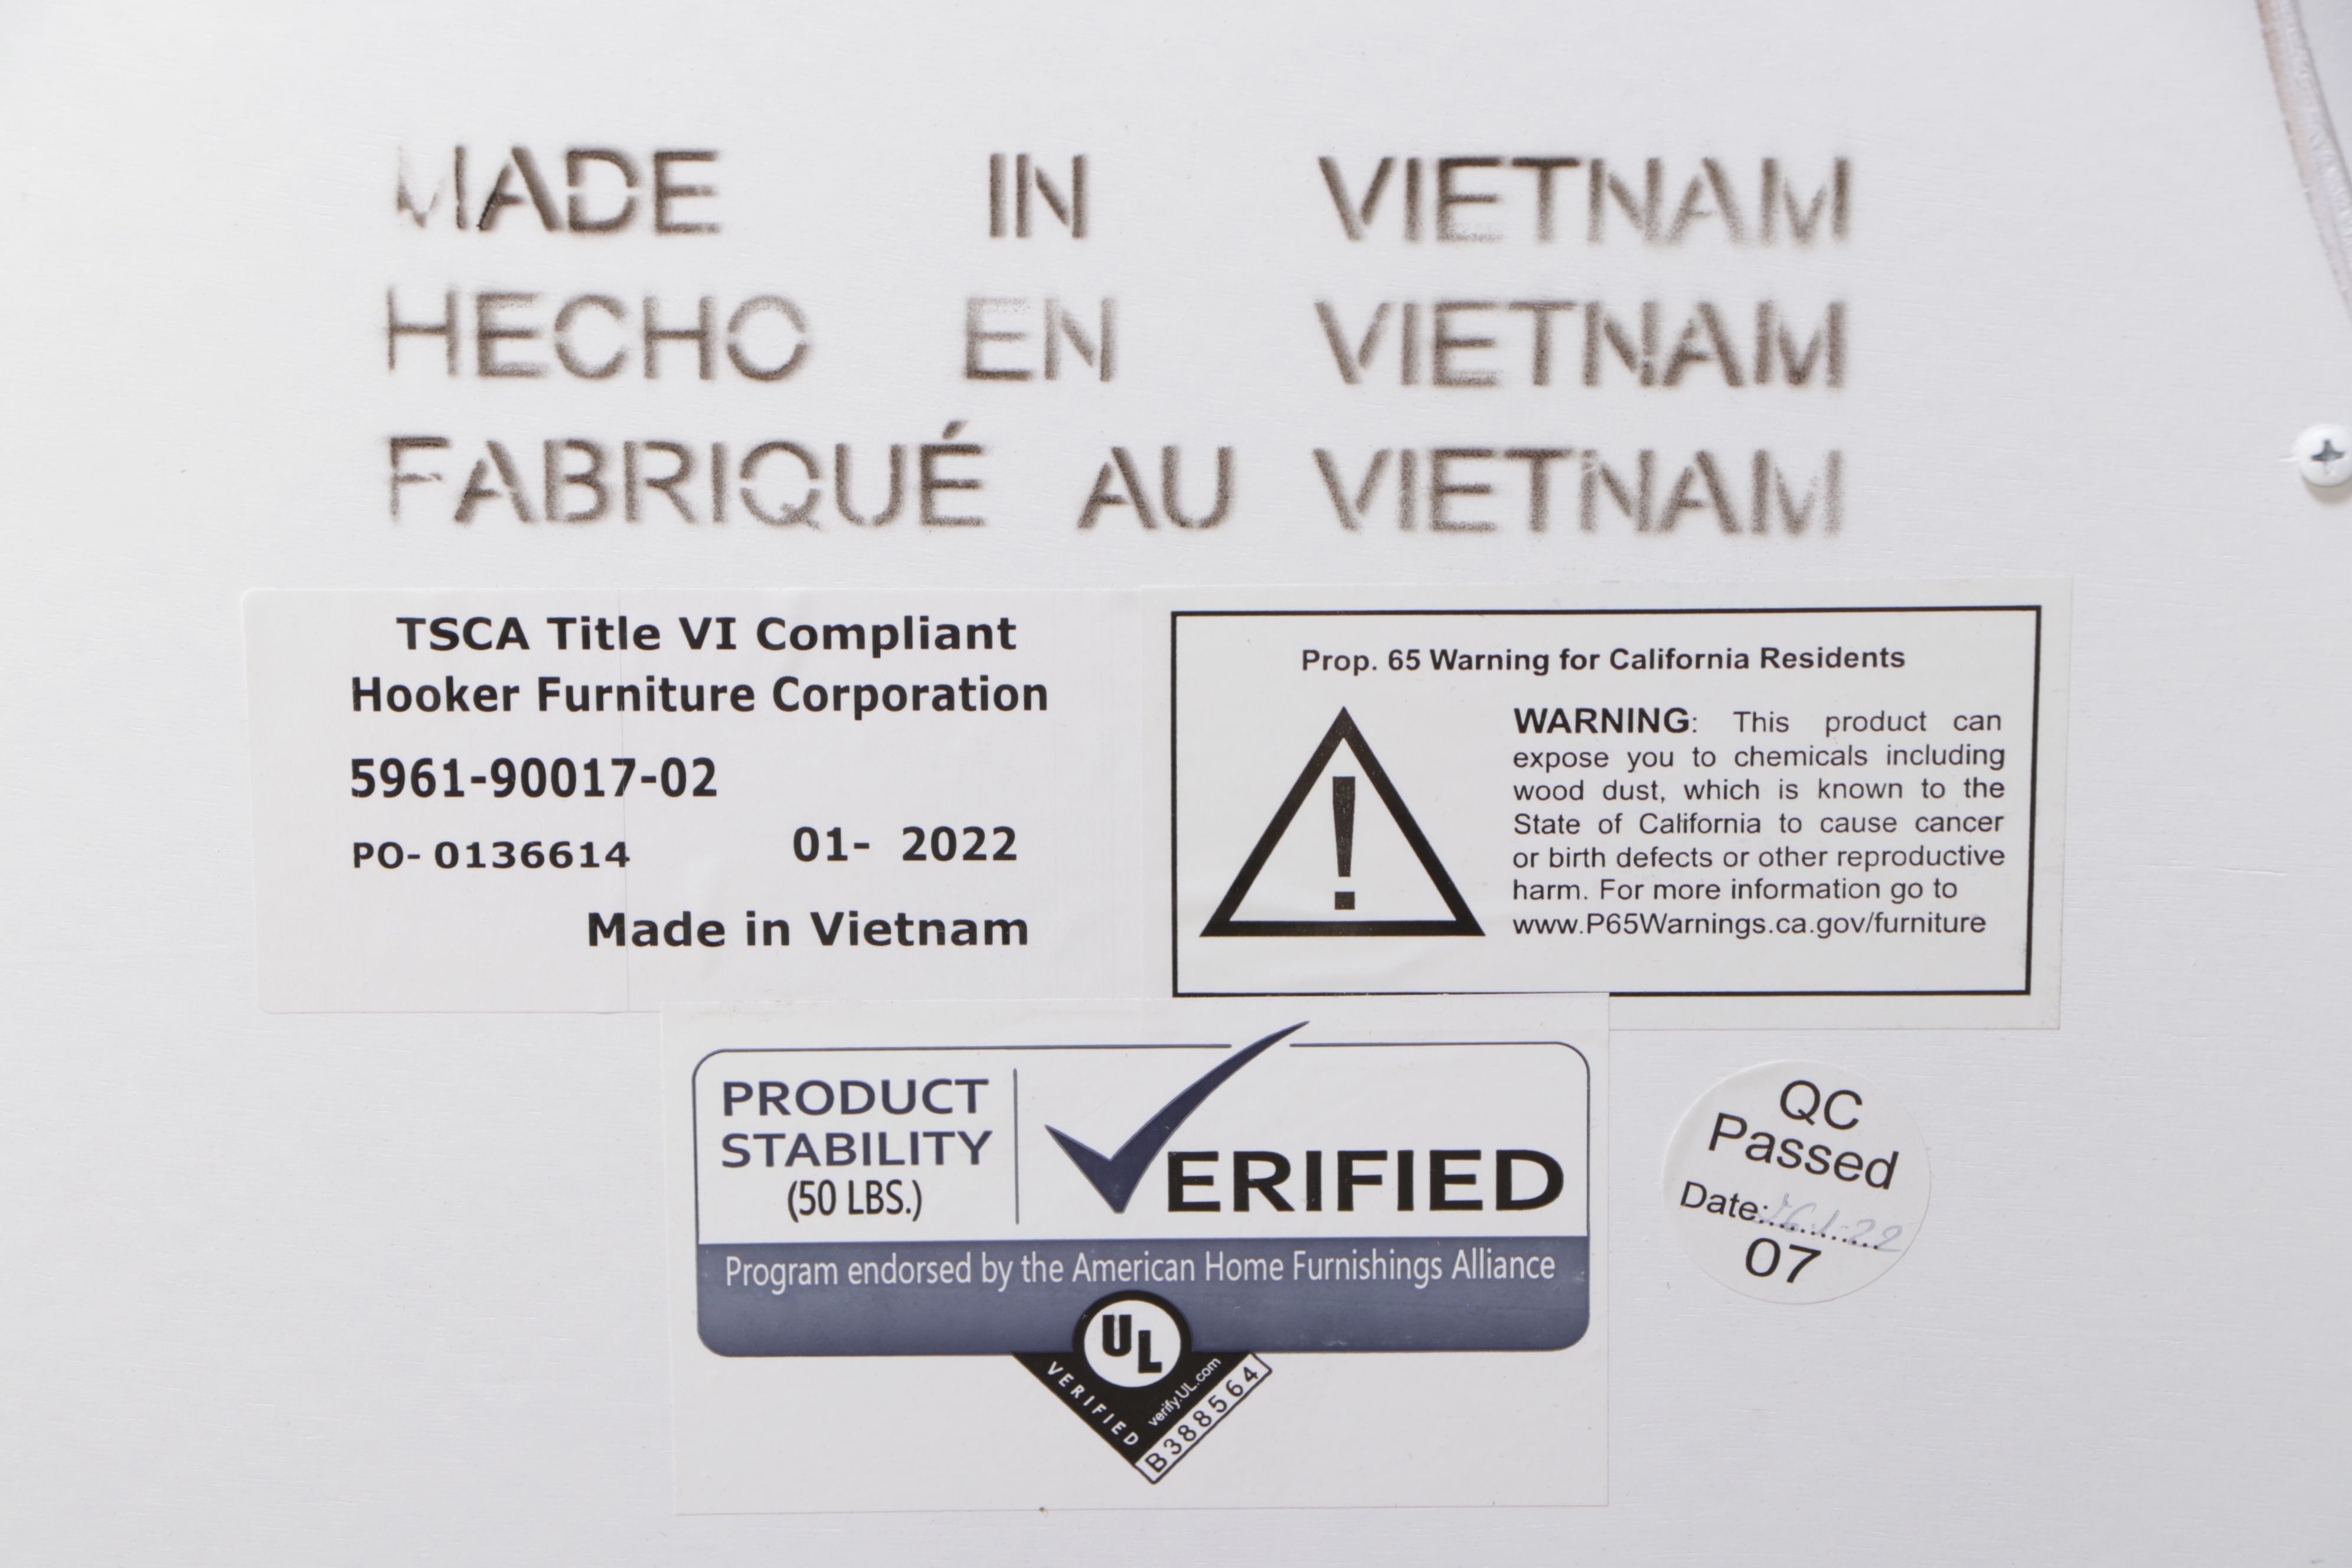 MADE IN VIETNAM
HECHO EN VIETNAM
FABRIQUÉ AU VIETNAM
TSCA Title VI Compliant
Hooker Furniture Corporation
5961-90017-02
PO- 0136614 01- 2022
Made in Vietnam
Prop. 65 Warning for California Residents
WARNING: This product can
expose you to chemicals including
wood dust, which is known to the
State of California to cause cancer
or birth defects or other reproductive
harm. For more information go to
www.P65Warnings.ca.gov/furniture
!
PRODUCT
STABILITY
(50 LBS.)
VERIFIED
Program endorsed by the American Home Furnishings Alliance
UL
VERIFIED
verify.UL.com
B388564
QC
Passed
Date:
07